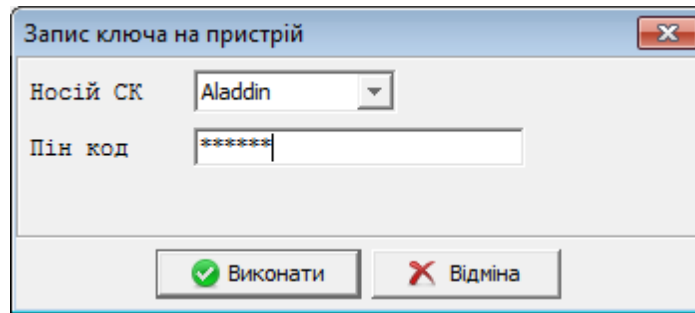 Запис ключа на пристрій
Носій СК Aladdin
Пін код ******
Виконати Відміна